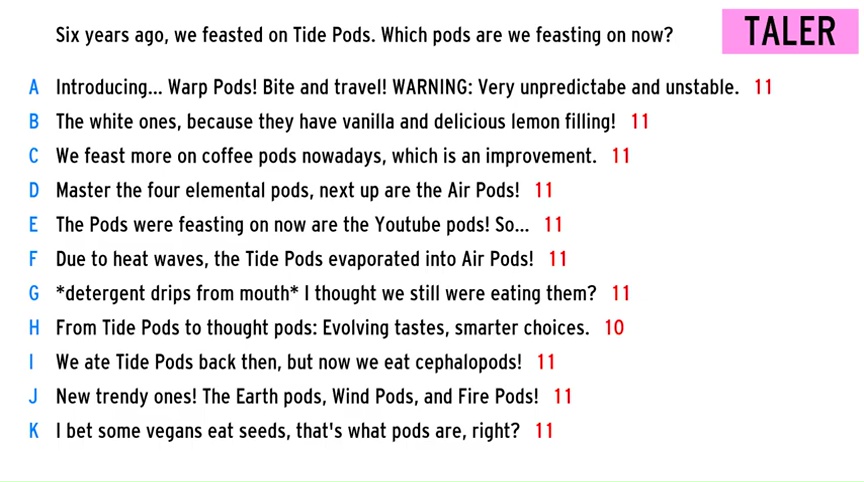 Six years ago, we feasted on Tide Pods. Which pods are we feasting on now?
TALER
A Introducing... Warp Pods! Bite and travel! WARNING: Very unpredictabe and unstable. 11
B The white ones, because they have vanilla and delicious lemon filling! 11
C We feast more on coffee pods nowadays, which is an improvement. 11
D Master the four elemental pods, next up are the Air Pods! 11
E The Pods were feasting on now are the Youtube pods! So... 11
F Due to heat waves, the Tide Pods evaporated into Air Pods! 11
G *detergent drips from mouth* I thought we still were eating them? 11
H From Tide Pods to thought pods: Evolving tastes, smarter choices. 10
I We ate Tide Pods back then, but now we eat cephalopods! 11
J New trendy ones! The Earth pods, Wind Pods, and Fire Pods! 11
K I bet some vegans eat seeds, that's what pods are, right? 11